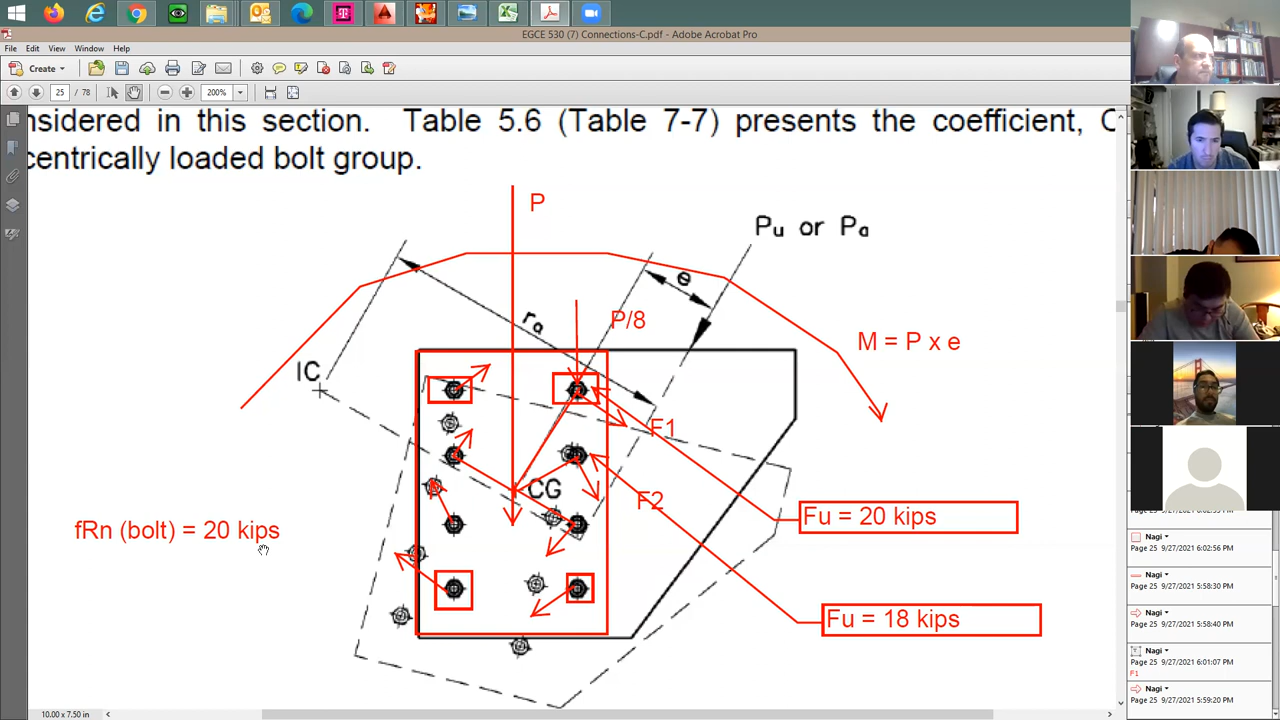 EGCE 530 (7) Connections-C.pdf - Adobe Acrobat Pro
File Edit View Window Help
Create
25 / 78
200%
nsidered in this section. Table 5.6 (Table 7-7) presents the coefficient, C
centrically loaded bolt group.
P
Pu or Pa
e
ra
P/8
M = P x e
IC
F1
CG
F2
fRn (bolt) = 20 kips
Fu = 20 kips
Fu = 18 kips
Page 25 9/27/2021 6:02:56 PM
Nagi
Page 25 9/27/2021 5:58:30 PM
Nagi
Page 25 9/27/2021 5:58:40 PM
Nagi
Page 25 9/27/2021 6:01:07 PM
F1
Nagi
Page 25 9/27/2021 5:59:20 PM
10.00 x 7.50 in